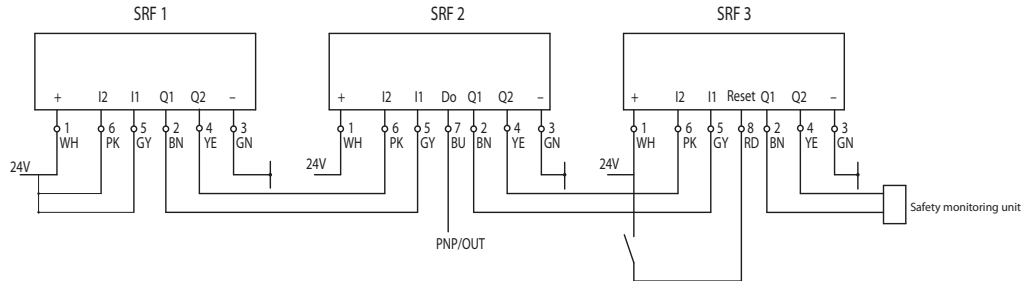 SRF 1
SRF 2
SRF 3
+ I2 I1 Q1 Q2 –
+ I2 I1 Do Q1 Q2 –
+ I2 I1 Reset Q1 Q2 –
1 6 5 2 4 3
WH PK GY BN YE GN
1 6 5 7 2 4 3
WH PK GY BU BN YE GN
1 6 5 8 2 4 3
WH PK GY RD BN YE GN
24V
24V
24V
Safety monitoring unit
PNP/OUT